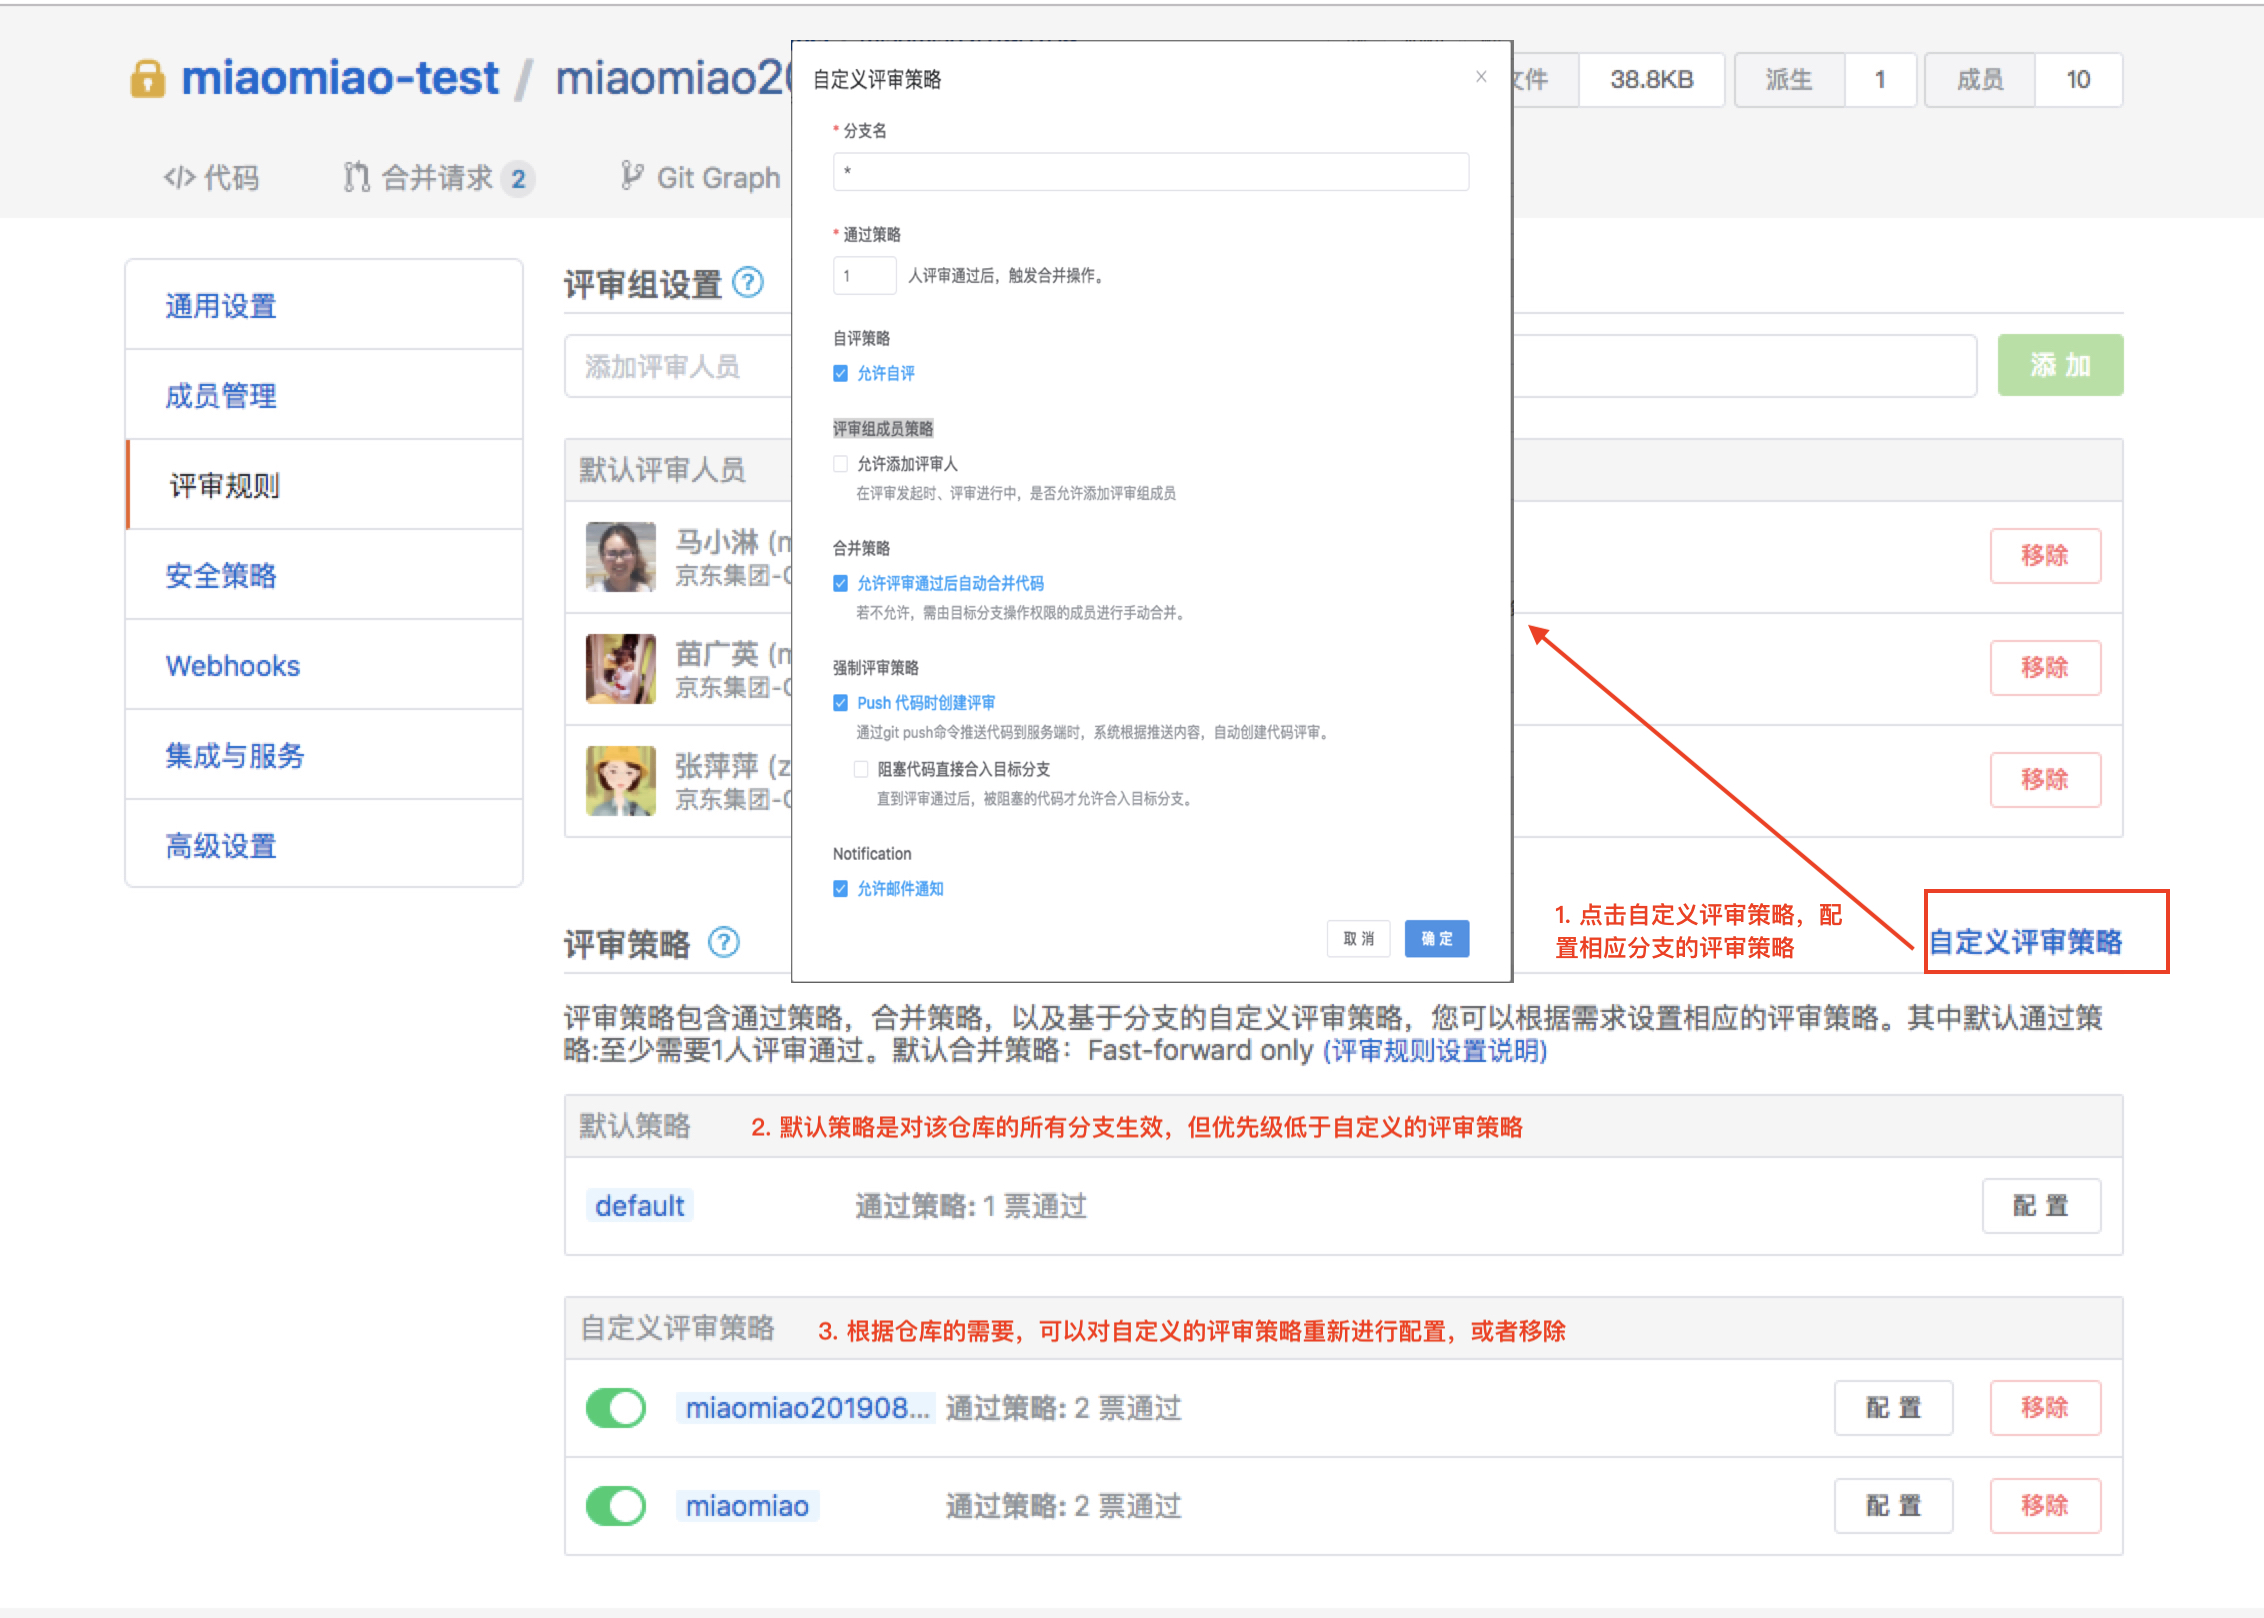 miaomiao-test / miaomiao20
文件 38.8KB 派生 1 成员 10
</> 代码 合并请求 2 Git Graph
通用设置
成员管理
评审规则
安全策略
Webhooks
集成与服务
高级设置
评审组设置 ?
添加评审人员
添 加
默认评审人员
马小淋 (m
京东集团-C
移除
苗广英 (m
京东集团-C
移除
张萍萍 (z
京东集团-C
移除
自定义评审策略 ×
* 分支名
*
* 通过策略
1 人评审通过后，触发合并操作。
自评策略
允许自评
评审组成员策略
允许添加评审人
在评审发起时、评审进行中，是否允许添加评审组成员
合并策略
允许评审通过后自动合并代码
若不允许，需由目标分支操作权限的成员进行手动合并。
强制评审策略
Push 代码时创建评审
通过git push命令推送代码到服务端时，系统根据推送内容，自动创建代码评审。
阻塞代码直接合入目标分支
直到评审通过后，被阻塞的代码才允许合入目标分支。
Notification
允许邮件通知
取 消 确 定
1. 点击自定义评审策略，配
置相应分支的评审策略
评审策略 ?
自定义评审策略
评审策略包含通过策略，合并策略，以及基于分支的自定义评审策略，您可以根据需求设置相应的评审策略。其中默认通过策
略:至少需要1人评审通过。默认合并策略：Fast-forward only (评审规则设置说明)
默认策略 2. 默认策略是对该仓库的所有分支生效，但优先级低于自定义的评审策略
default 通过策略: 1 票通过 配 置
自定义评审策略 3. 根据仓库的需要，可以对自定义的评审策略重新进行配置，或者移除
miaomiao201908... 通过策略: 2 票通过 配 置 移除
miaomiao 通过策略: 2 票通过 配 置 移除